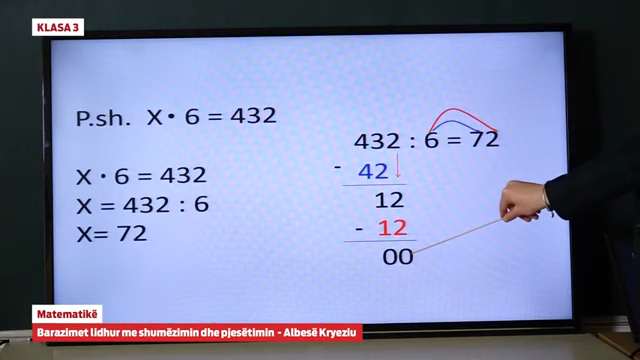 KLASA 3
P.sh. X • 6 = 432
X • 6 = 432
X = 432 : 6
X= 72
432 : 6 = 72
- 42
12
- 12
00
Matematikë
Barazimet lidhur me shumëzimin dhe pjesëtimin - Albesë Kryeziu